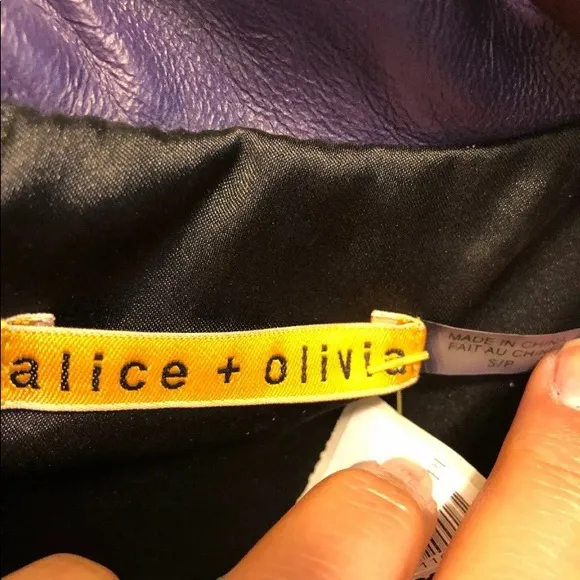 alice + olivia
MADE IN CHINA
FAIT AU CHINE
S/P